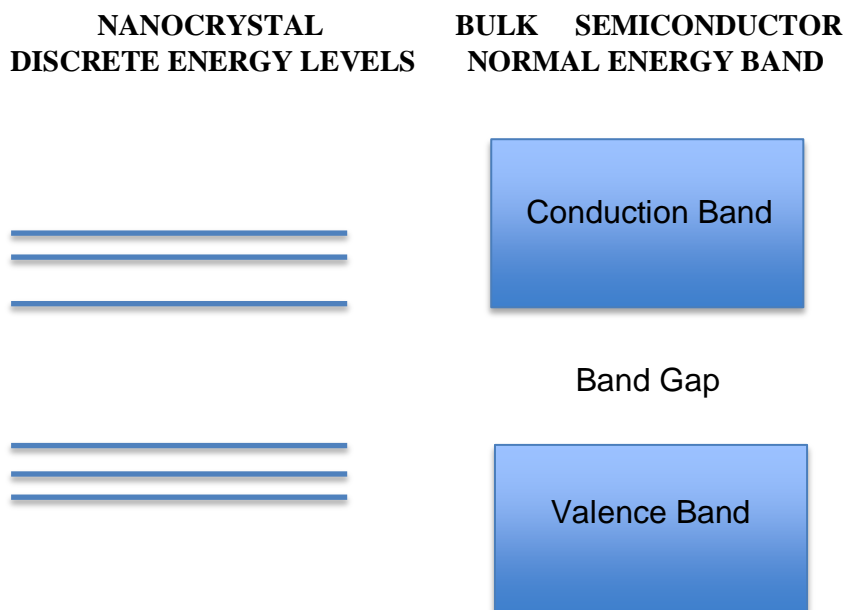 NANOCRYSTAL
DISCRETE ENERGY LEVELS
BULK SEMICONDUCTOR
NORMAL ENERGY BAND
Conduction Band
Band Gap
Valence Band